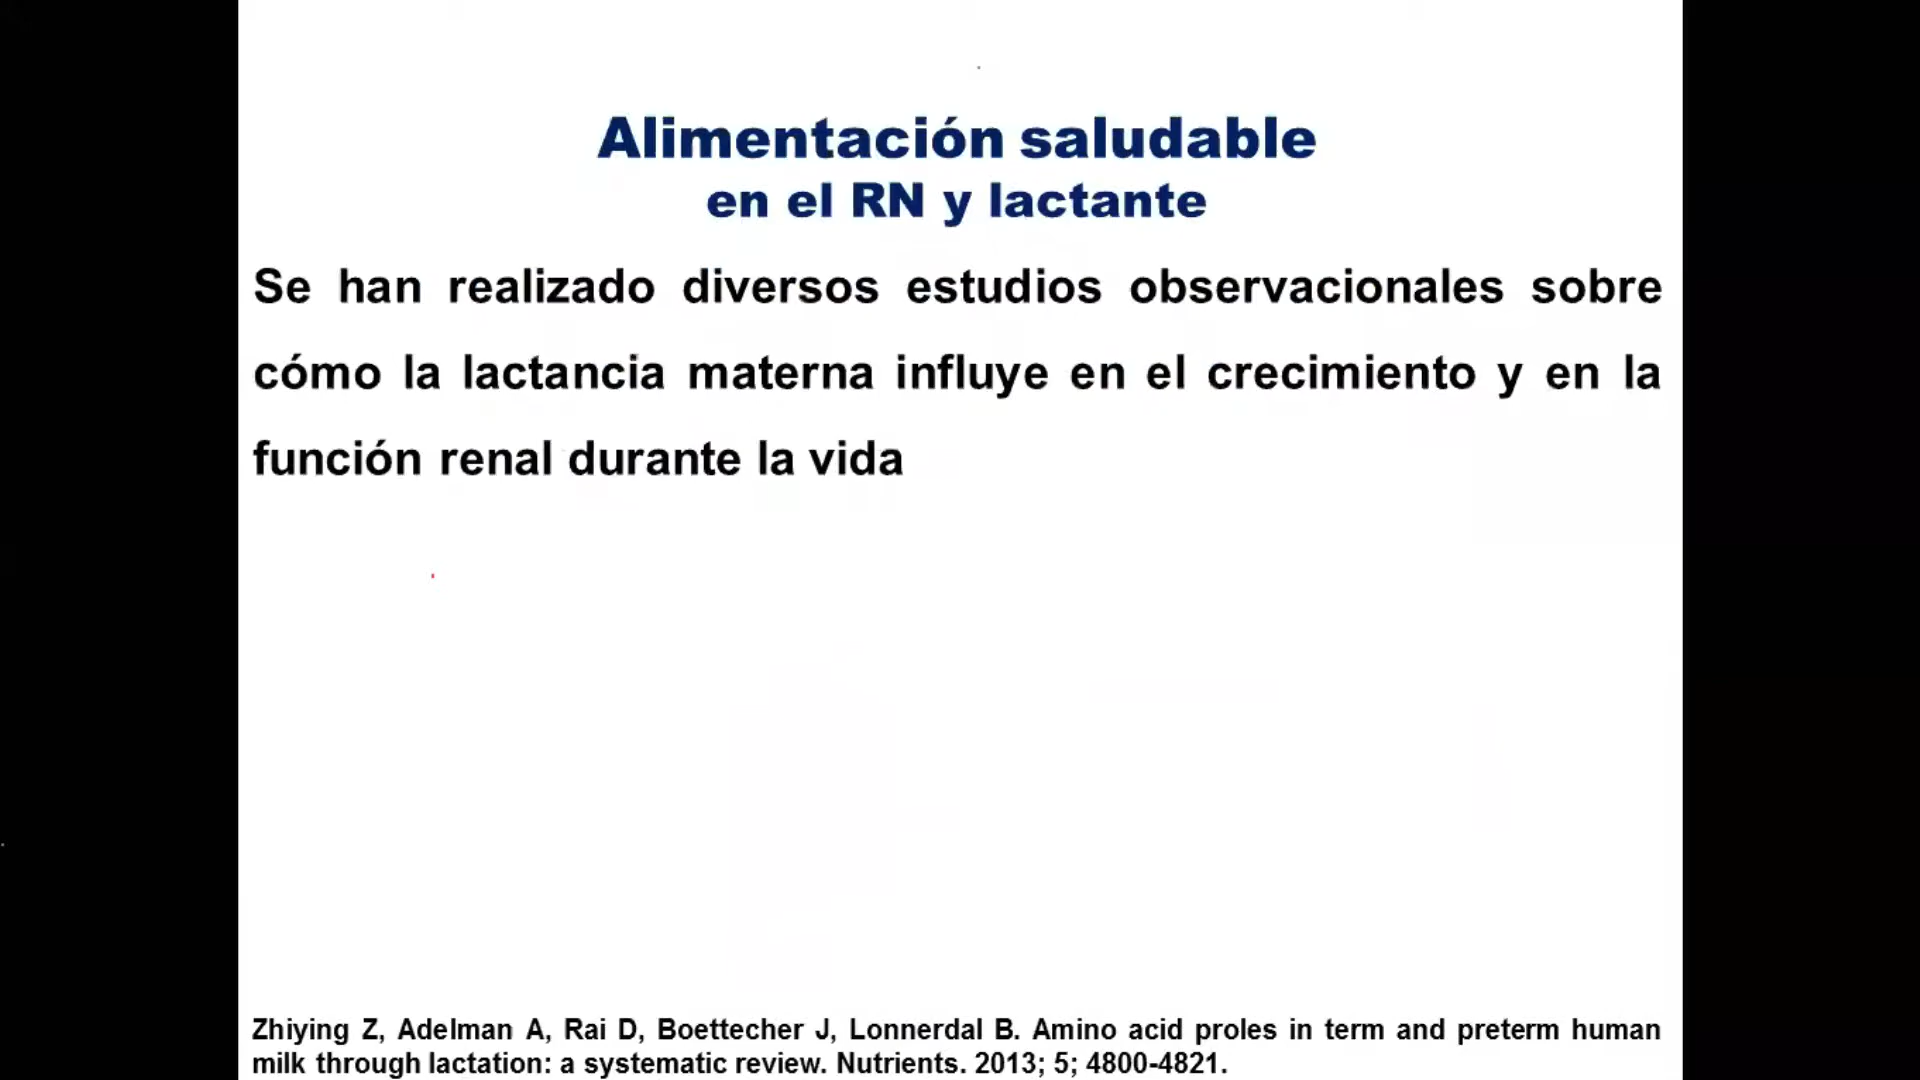 Alimentación saludable
en el RN y lactante
Se han realizado diversos estudios observacionales sobre
cómo la lactancia materna influye en el crecimiento y en la
función renal durante la vida
Zhiying Z, Adelman A, Rai D, Boettecher J, Lonnerdal B. Amino acid proles in term and preterm human
milk through lactation: a systematic review. Nutrients. 2013; 5; 4800-4821.